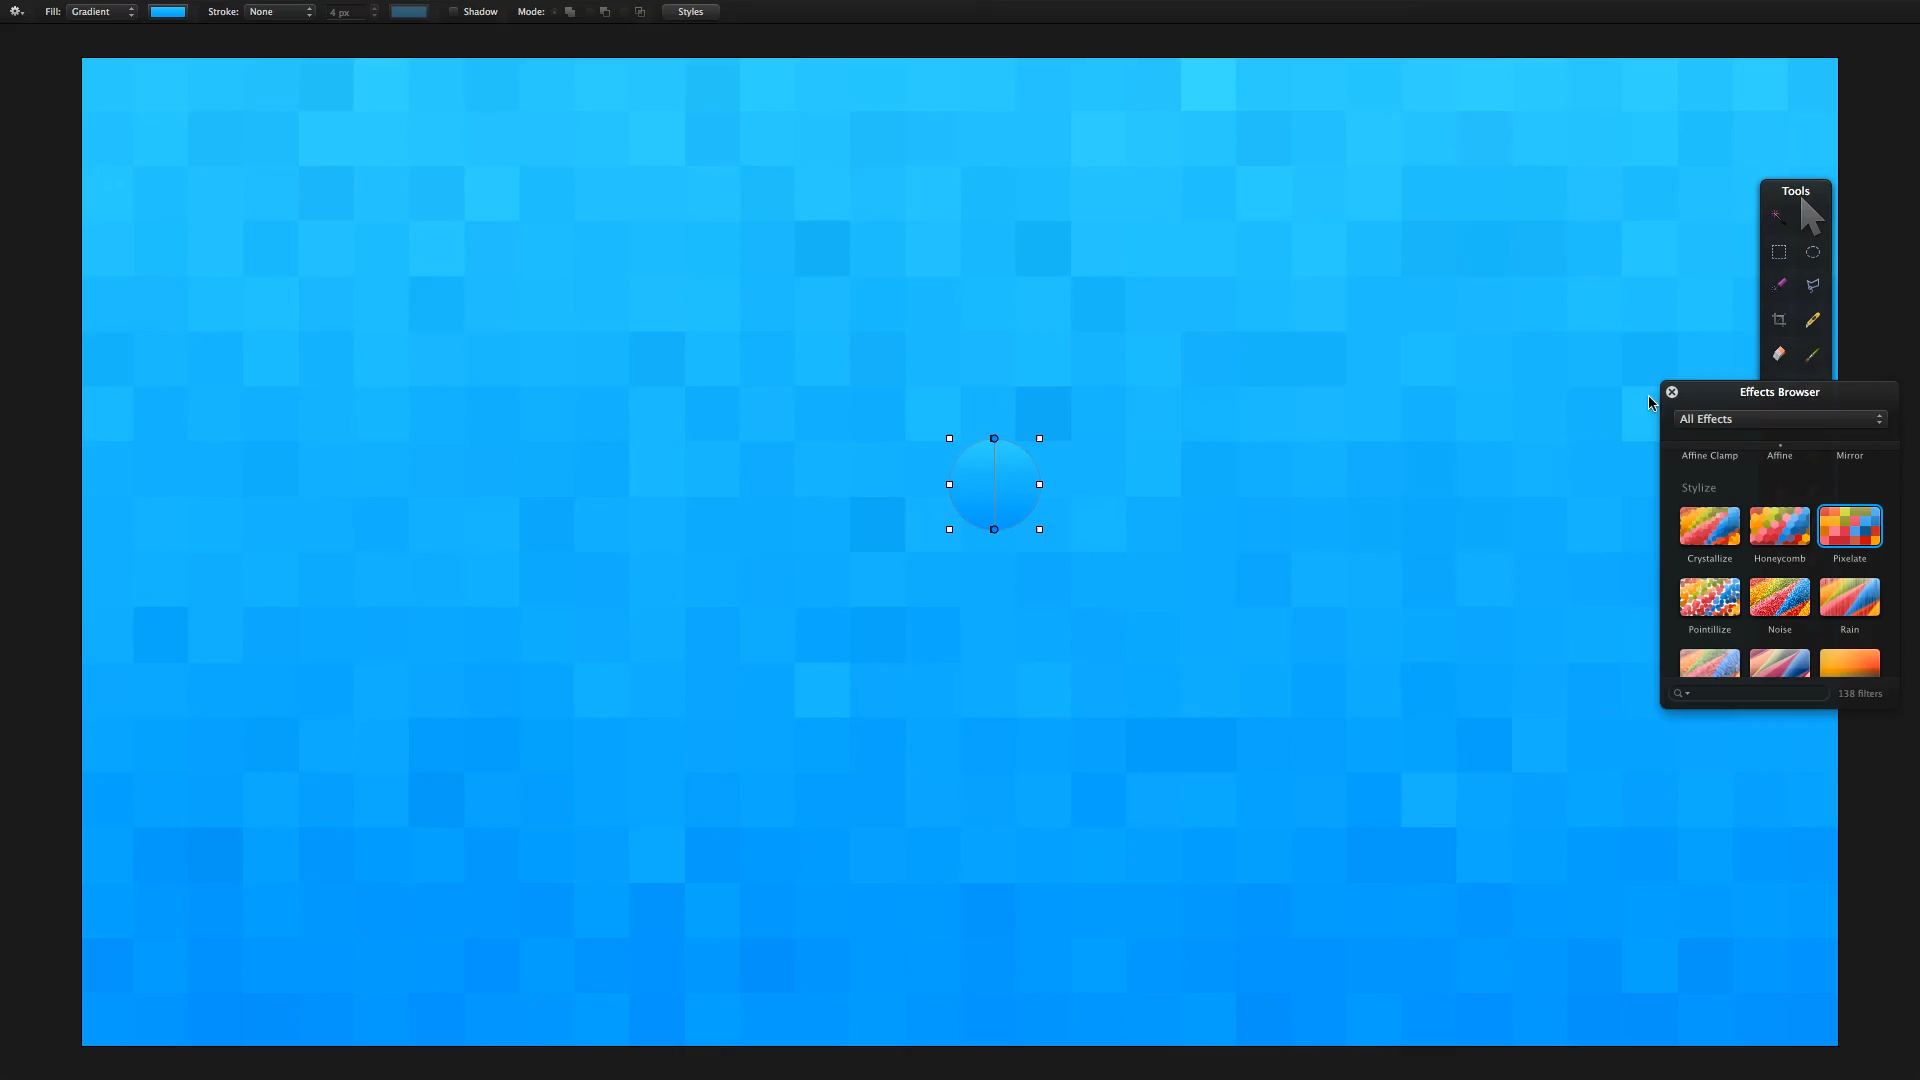 Fill: Gradient Stroke: None 4 px Shadow Mode: Styles
Tools
Effects Browser
All Effects
Affine Clamp Affine Mirror
Stylize
Crystallize Honeycomb Pixelate
Pointillize Noise Rain
138 filters